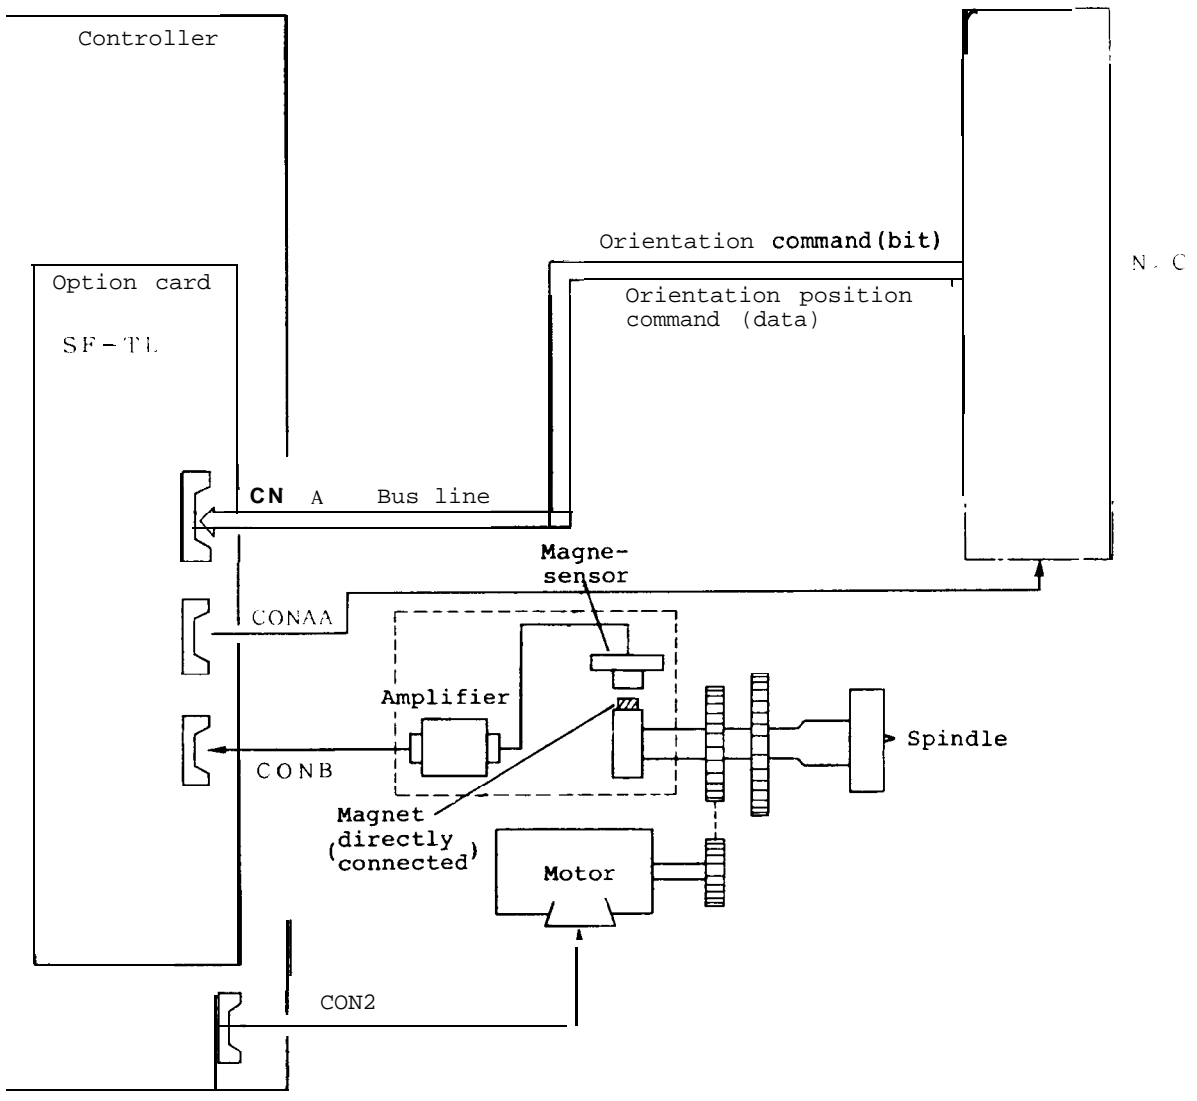 Controller
Orientation command(bit)
N C
Option card
Orientation position
command (data)
SF-TL
CN A Bus line
Magne-
sensor
CONAA
Amplifier
Spindle
CONB
Magnet
(directly
connected)
Motor
CON2